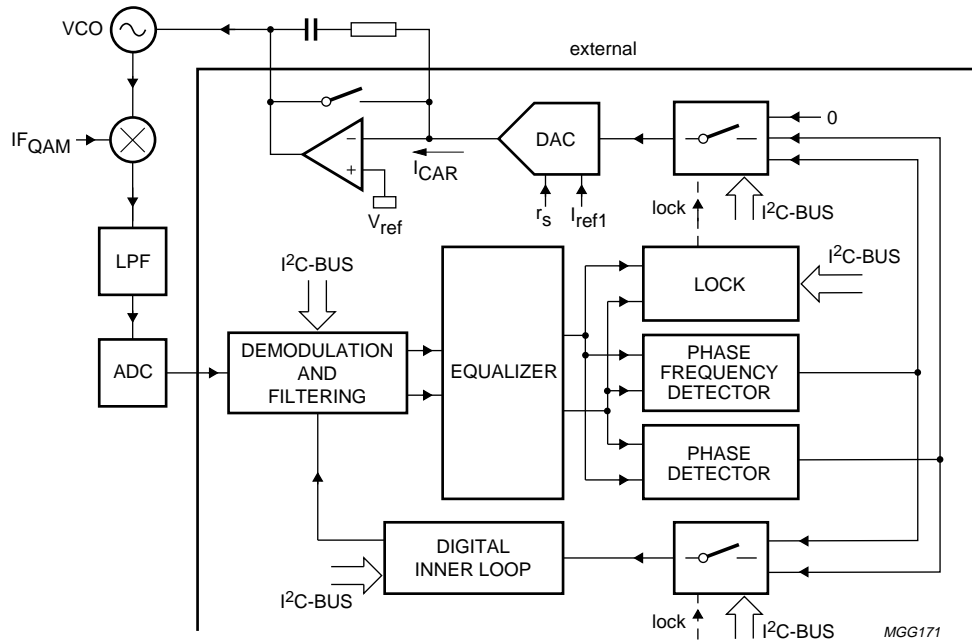 VCO
external
IF_QAM
0
DAC
−
+
I_CAR
V_ref
r_s
I_ref1
lock
I²C-BUS
LPF
I²C-BUS
I²C-BUS
LOCK
ADC
DEMODULATION
AND
FILTERING
EQUALIZER
PHASE
FREQUENCY
DETECTOR
PHASE
DETECTOR
DIGITAL
INNER LOOP
I²C-BUS
lock
I²C-BUS
MGG171